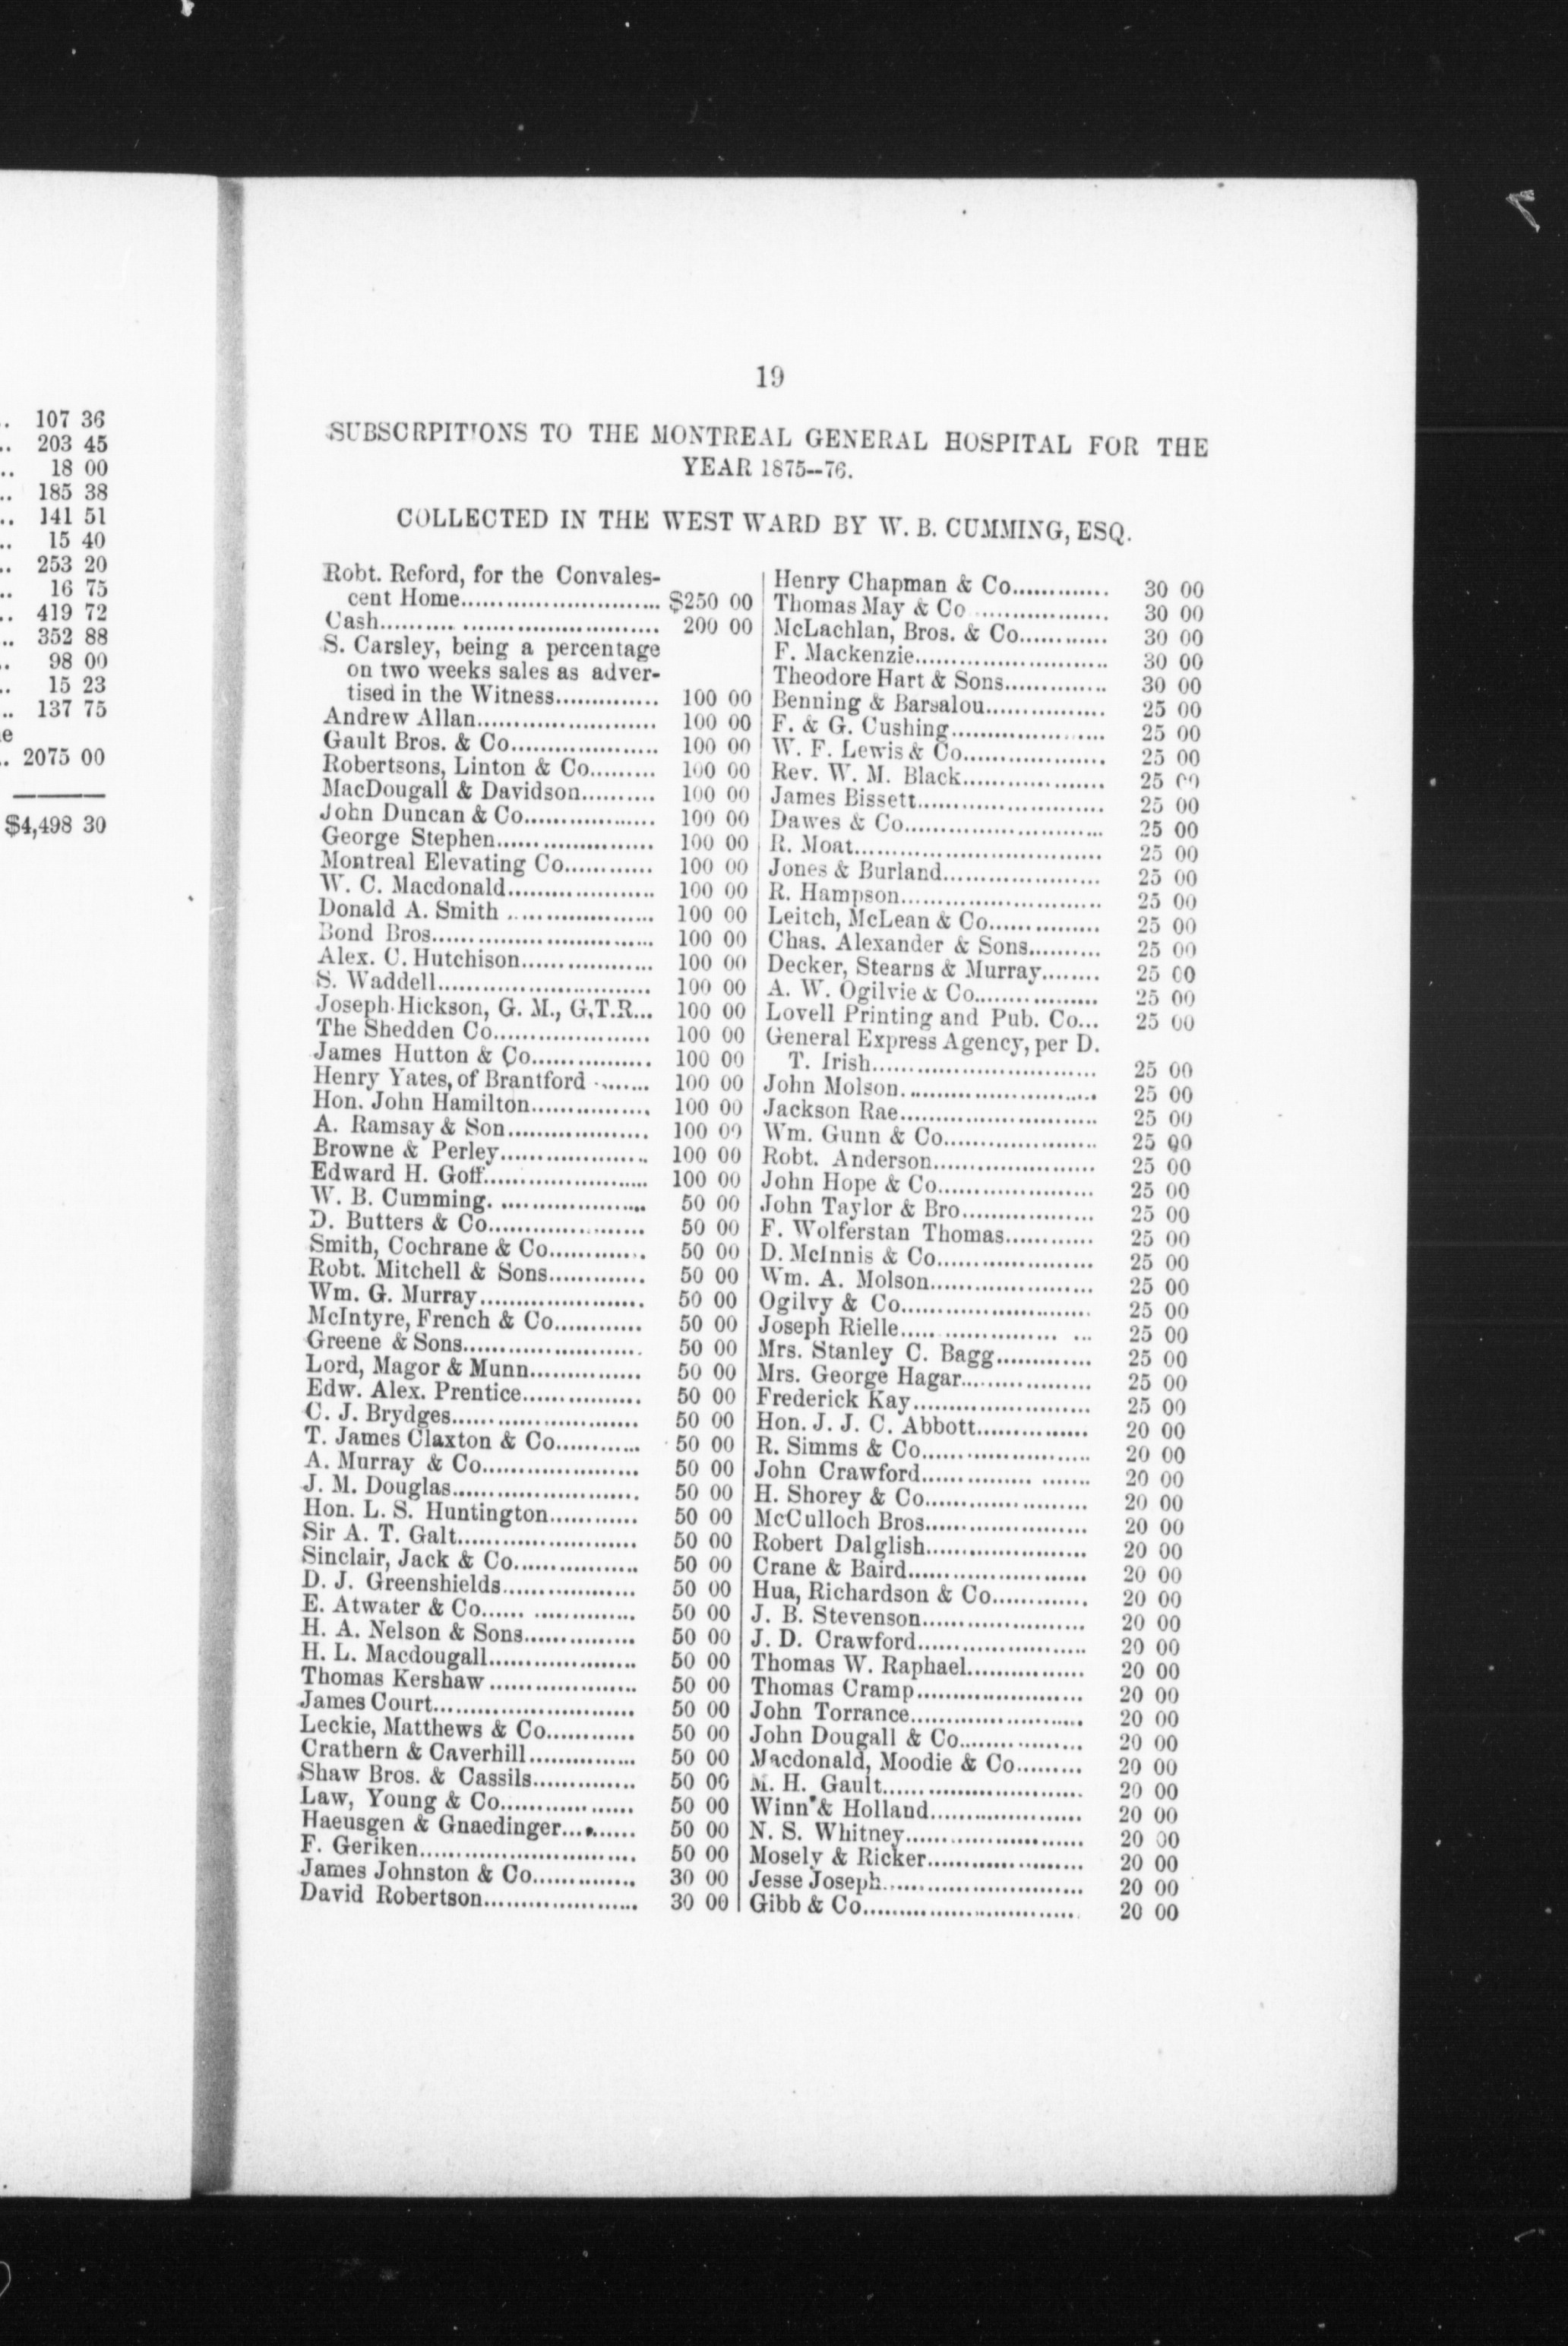 .. 107 36
.. 203 45
.. 18 00
.. 185 38
.. 141 51
.. 15 40
.. 253 20
.. 16 75
.. 419 72
.. 352 88
.. 98 00
.. 15 23
.. 137 75
e
.. 2075 00
$4,498 30
19
SUBSCRPITIONS TO THE MONTREAL GENERAL HOSPITAL FOR THE
YEAR 1875--76.
COLLECTED IN THE WEST WARD BY W. B. CUMMING, ESQ.
Robt. Reford, for the Convales-
cent Home........................... $250 00
Cash...................................... 200 00
S. Carsley, being a percentage
on two weeks sales as adver-
tised in the Witness.............. 100 00
Andrew Allan........................ 100 00
Gault Bros. & Co.................... 100 00
Robertsons, Linton & Co......... 100 00
MacDougall & Davidson.......... 100 00
John Duncan & Co.................. 100 00
George Stephen..................... 100 00
Montreal Elevating Co............ 100 00
W. C. Macdonald.................... 100 00
Donald A. Smith .................... 100 00
Bond Bros.............................. 100 00
Alex. C. Hutchison.................. 100 00
S. Waddell............................. 100 00
Joseph Hickson, G. M., G.T.R... 100 00
The Shedden Co..................... 100 00
James Hutton & Co................ 100 00
Henry Yates, of Brantford ........ 100 00
Hon. John Hamilton................ 100 00
A. Ramsay & Son................... 100 00
Browne & Perley.................... 100 00
Edward H. Goff...................... 100 00
W. B. Cumming. .................... 50 00
D. Butters & Co..................... 50 00
Smith, Cochrane & Co............. 50 00
Robt. Mitchell & Sons............. 50 00
Wm. G. Murray...................... 50 00
McIntyre, French & Co............ 50 00
Greene & Sons........................ 50 00
Lord, Magor & Munn............... 50 00
Edw. Alex. Prentice................ 50 00
C. J. Brydges......................... 50 00
T. James Claxton & Co............ 50 00
A. Murray & Co..................... 50 00
J. M. Douglas......................... 50 00
Hon. L. S. Huntington............ 50 00
Sir A. T. Galt........................ 50 00
Sinclair, Jack & Co................. 50 00
D. J. Greenshields.................. 50 00
E. Atwater & Co...... .............. 50 00
H. A. Nelson & Sons............... 50 00
H. L. Macdougall.................... 50 00
Thomas Kershaw .................... 50 00
James Court........................... 50 00
Leckie, Matthews & Co............ 50 00
Crathern & Caverhill............... 50 00
Shaw Bros. & Cassils.............. 50 00
Law, Young & Co.................. 50 00
Haeusgen & Gnaedinger.......... 50 00
F. Geriken............................. 50 00
James Johnston & Co.............. 30 00
David Robertson..................... 30 00
Henry Chapman & Co............. 30 00
Thomas May & Co .................. 30 00
McLachlan, Bros. & Co............ 30 00
F. Mackenzie.......................... 30 00
Theodore Hart & Sons.............. 30 00
Benning & Barsalou................ 25 00
F. & G. Cushing..................... 25 00
W. F. Lewis & Co................... 25 00
Rev. W. M. Black................... 25 00
James Bissett......................... 25 00
Dawes & Co........................... 25 00
R. Moat................................. 25 00
Jones & Burland..................... 25 00
R. Hampson........................... 25 00
Leitch, McLean & Co............... 25 00
Chas. Alexander & Sons.......... 25 00
Decker, Stearns & Murray........ 25 00
A. W. Ogilvie & Co................. 25 00
Lovell Printing and Pub. Co... 25 00
General Express Agency, per D.
T. Irish.............................. 25 00
John Molson.......................... 25 00
Jackson Rae........................... 25 00
Wm. Gunn & Co..................... 25 00
Robt. Anderson...................... 25 00
John Hope & Co..................... 25 00
John Taylor & Bro.................. 25 00
F. Wolferstan Thomas............ 25 00
D. McInnis & Co..................... 25 00
Wm. A. Molson...................... 25 00
Ogilvy & Co.......................... 25 00
Joseph Rielle..... ............... ... 25 00
Mrs. Stanley C. Bagg............. 25 00
Mrs. George Hagar.................. 25 00
Frederick Kay........................ 25 00
Hon. J. J. C. Abbott............... 20 00
R. Simms & Co....................... 20 00
John Crawford............... ....... 20 00
H. Shorey & Co...................... 20 00
McCulloch Bros...................... 20 00
Robert Dalglish...................... 20 00
Crane & Baird........................ 20 00
Hua, Richardson & Co............. 20 00
J. B. Stevenson...................... 20 00
J. D. Crawford....................... 20 00
Thomas W. Raphael................ 20 00
Thomas Cramp....................... 20 00
John Torrance........................ 20 00
John Dougall & Co................. 20 00
Macdonald, Moodie & Co......... 20 00
M. H. Gault........................... 20 00
Winn & Holland..................... 20 00
N. S. Whitney........................ 20 00
Mosely & Ricker..................... 20 00
Jesse Joseph........................... 20 00
Gibb & Co............................. 20 00